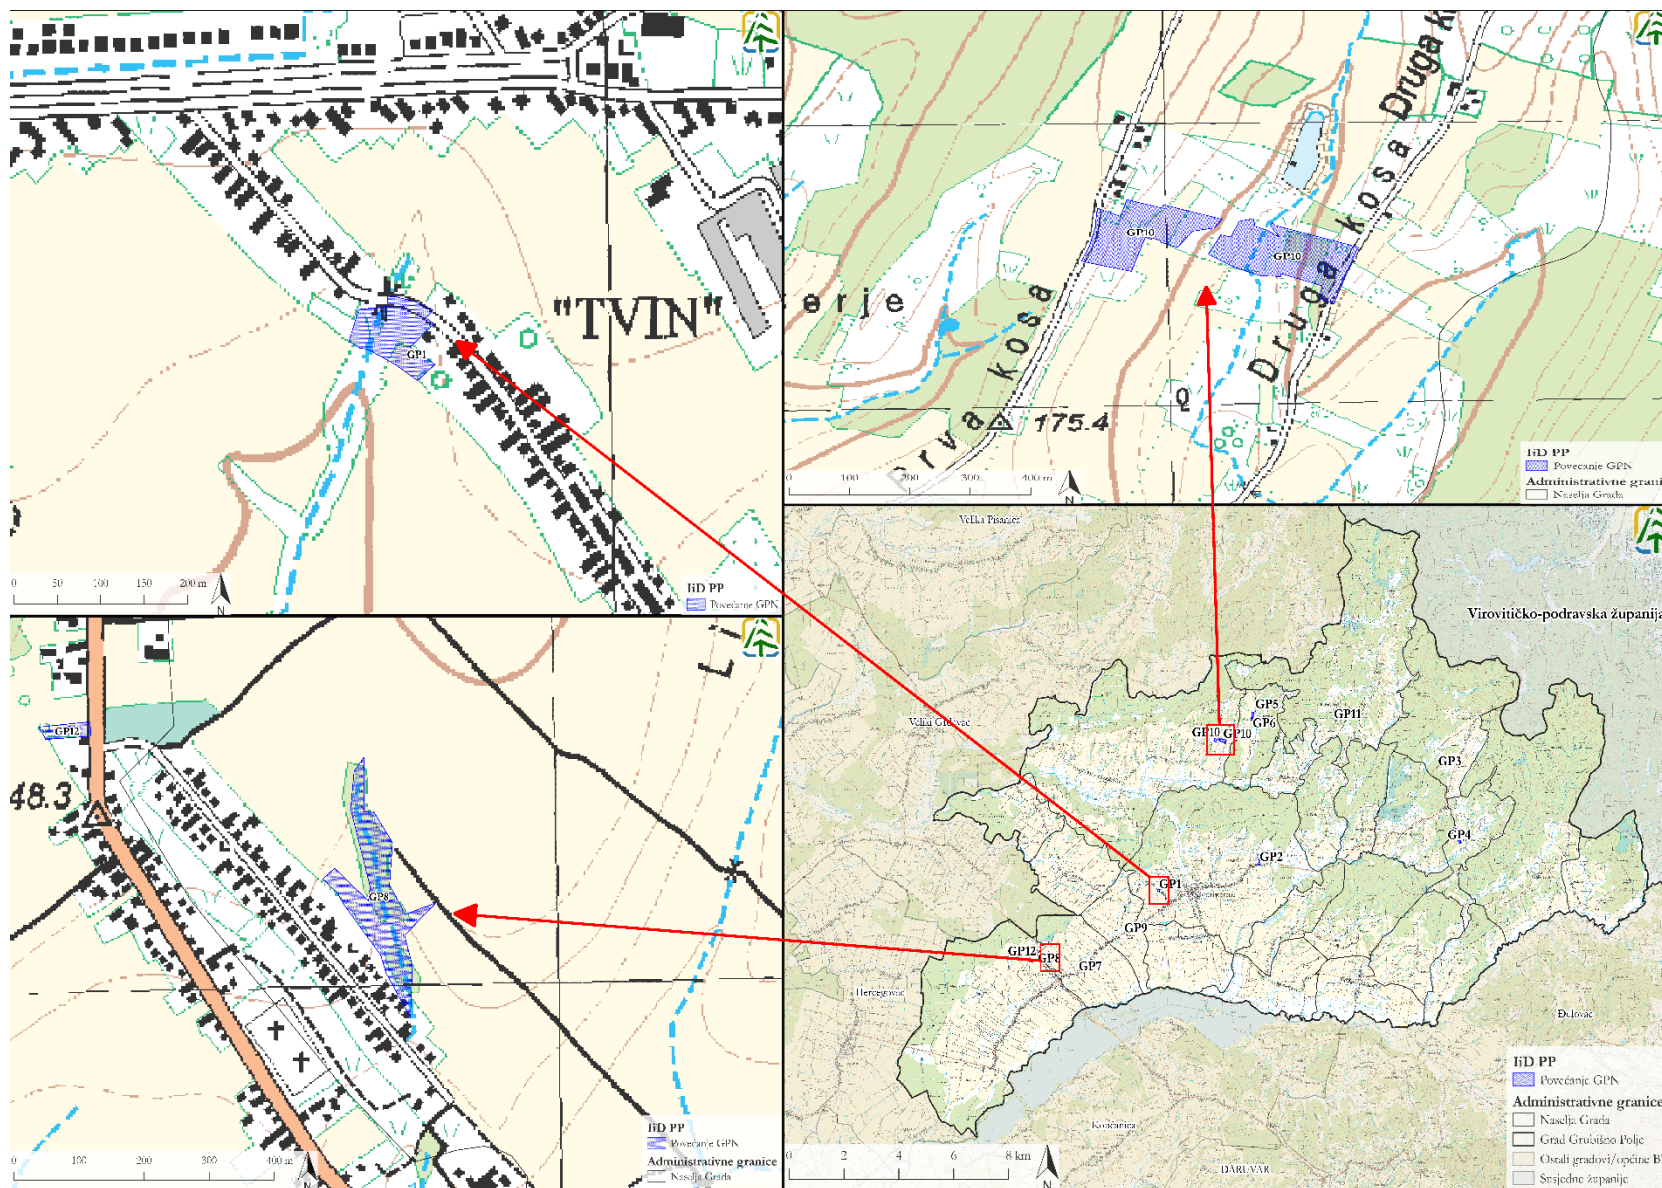 "TVIN"
GP1
0 50 100 150 200 m
N
IiD PP
Povećanje GPN
Druga k
Druga kosa
Prva kosa
erje
GP10
GP10
175.4
0 100 200 300 400 m
N
IiD PP
Povećanje GPN
Administrativne grani
Naselja Grada
GP12
48.3
GP8
Li
0 100 200 300 400 m
N
IiD PP
Povećanje GPN
Administrativne granice
Naselja Grada
Velika Pisanica
Virovitičko-podravska županija
Veliki Grđevac
GP5
GP6
GP11
GP10
GP10
GP3
GP4
GP2
GP1
GP9
GP12
GP8
GP7
Hercegovac
Đulovac
Končanica
DARUVAR
0 2 4 6 8 km
N
IiD PP
Povećanje GPN
Administrativne granice
Naselja Grada
Grad Grubišno Polje
Ostali gradovi/općine B
Susjedne županije